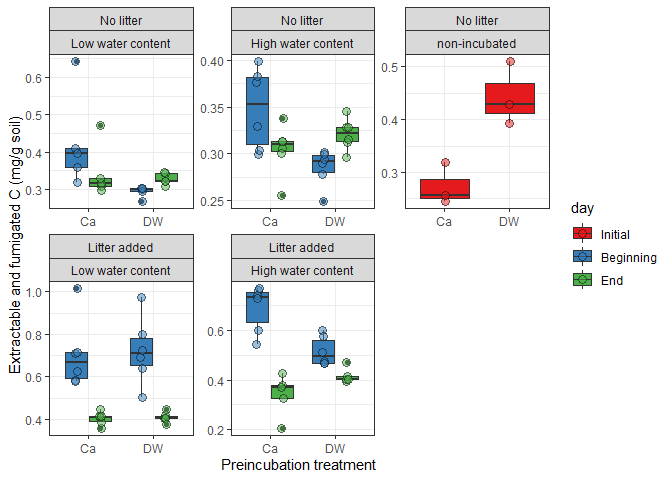 No litter
Low water content
0.6
0.5
0.4
0.3
Ca
DW
No litter
High water content
0.40
0.35
0.30
0.25
Ca
DW
No litter
non-incubated
0.5
0.4
0.3
Ca
DW
Litter added
Low water content
1.0
0.8
0.6
0.4
Ca
DW
Litter added
High water content
0.6
0.4
0.2
Ca
DW
Extractable and fumigated C (mg/g soil)
Preincubation treatment
day
Initial
Beginning
End